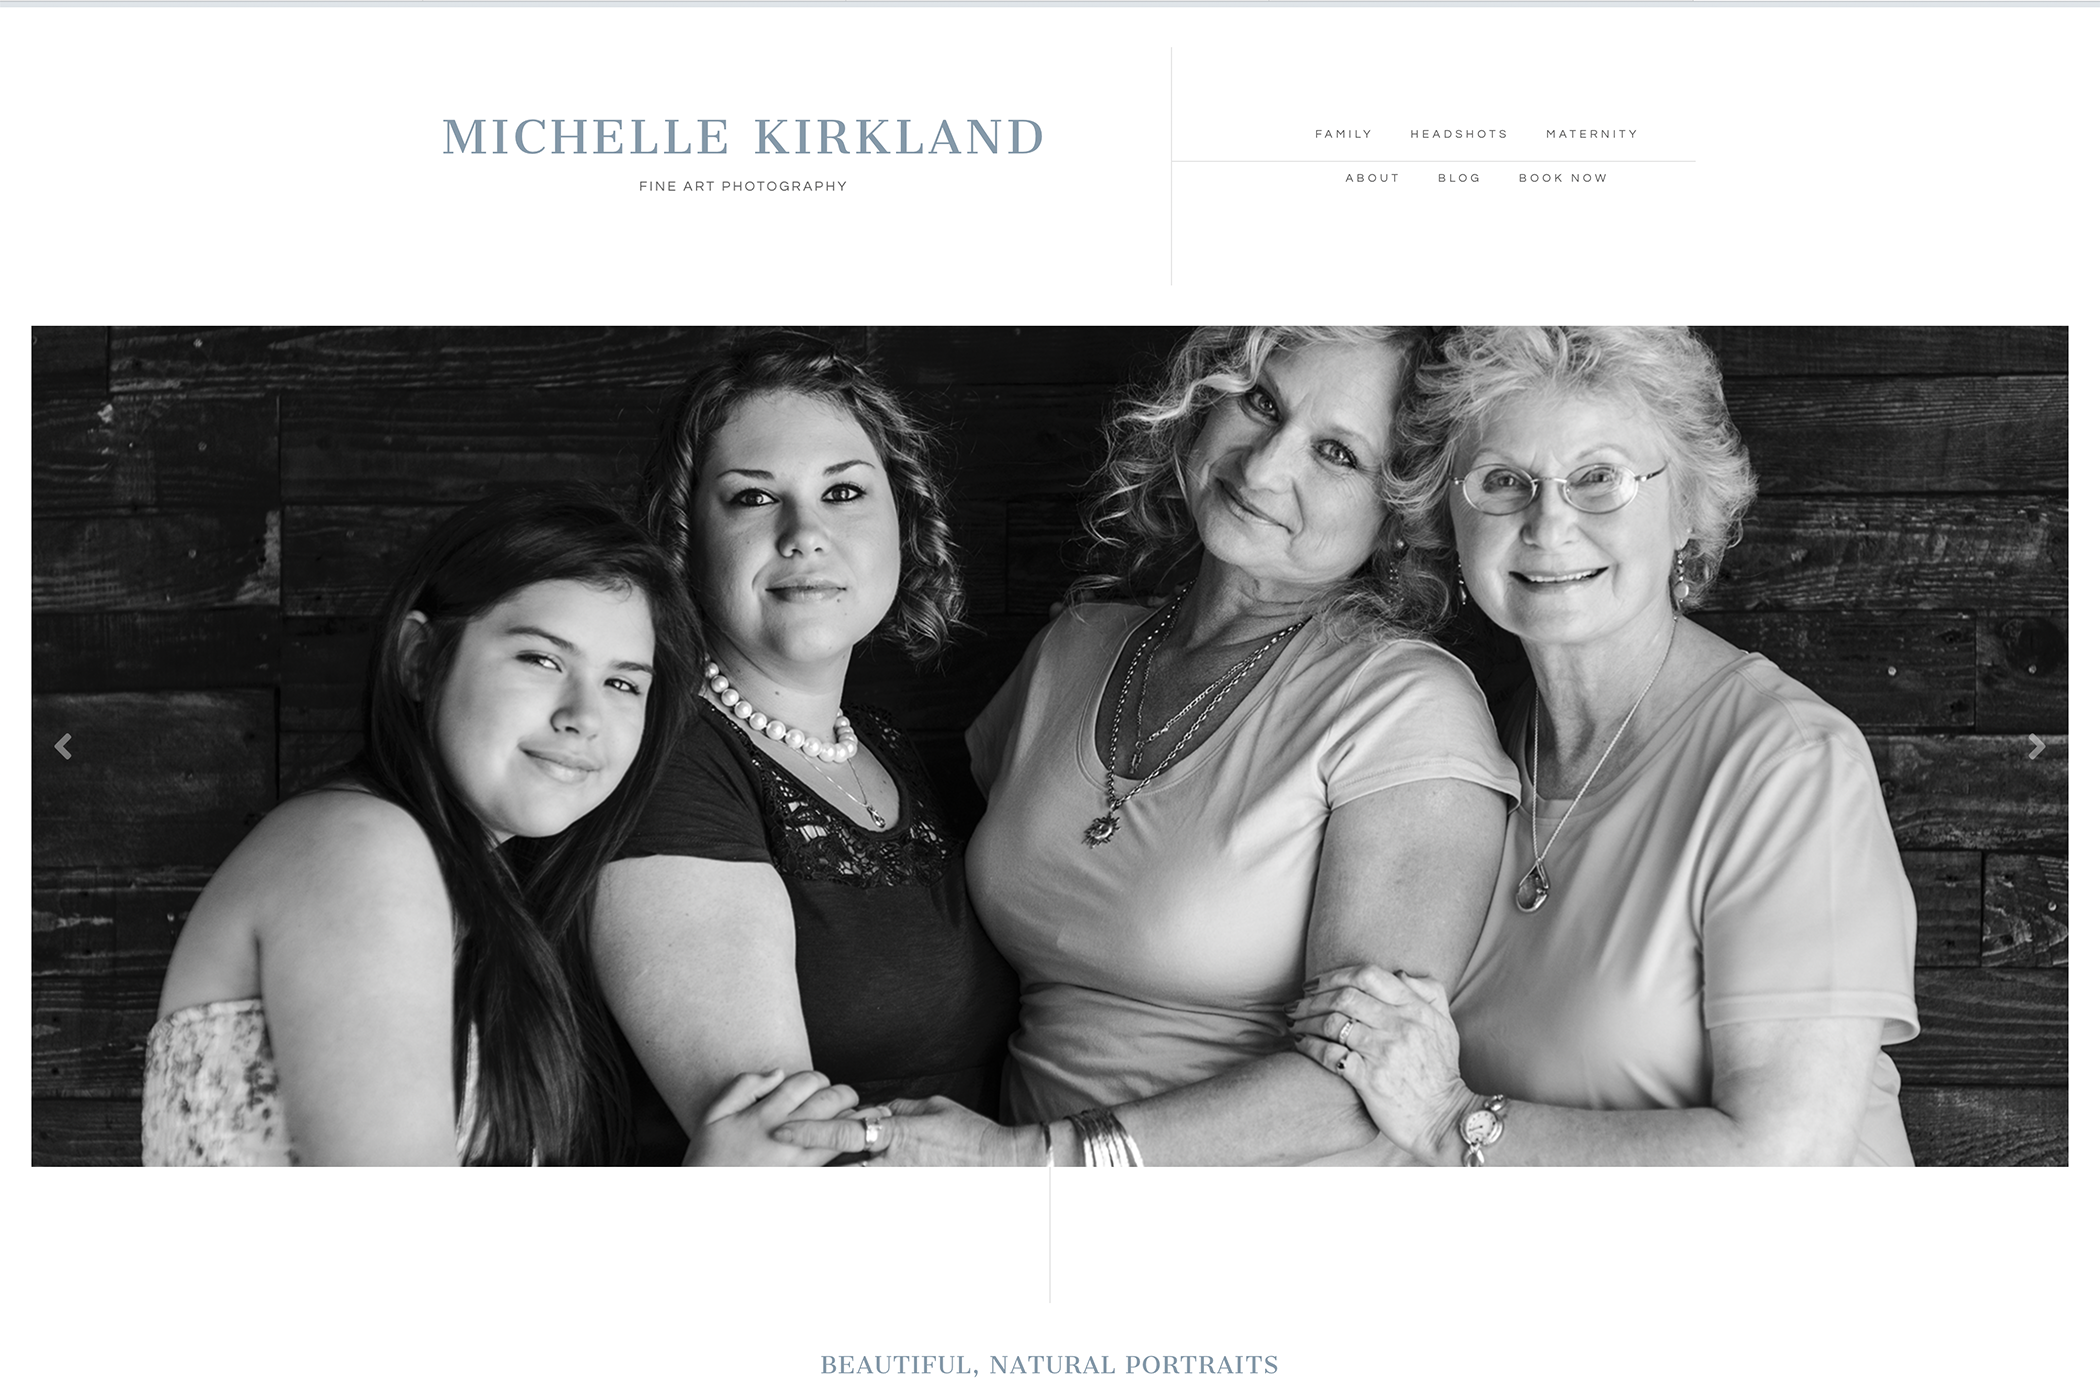 MICHELLE KIRKLAND
FINE ART PHOTOGRAPHY
FAMILY HEADSHOTS MATERNITY
ABOUT BLOG BOOK NOW
BEAUTIFUL, NATURAL PORTRAITS